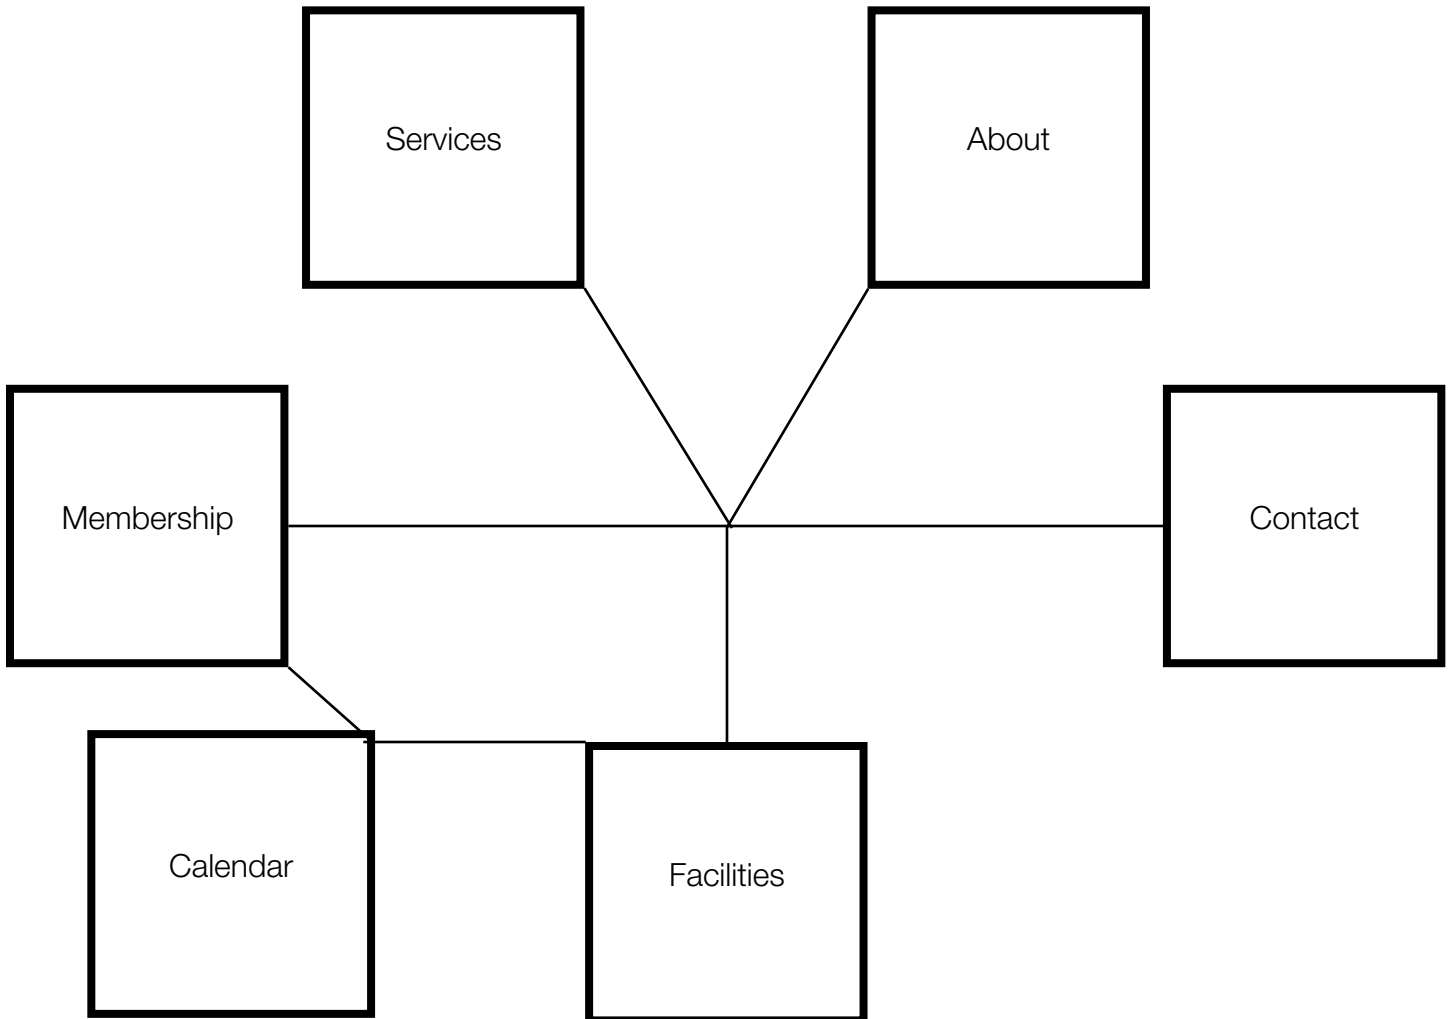 Services
About
Membership
Contact
Calendar
Facilities